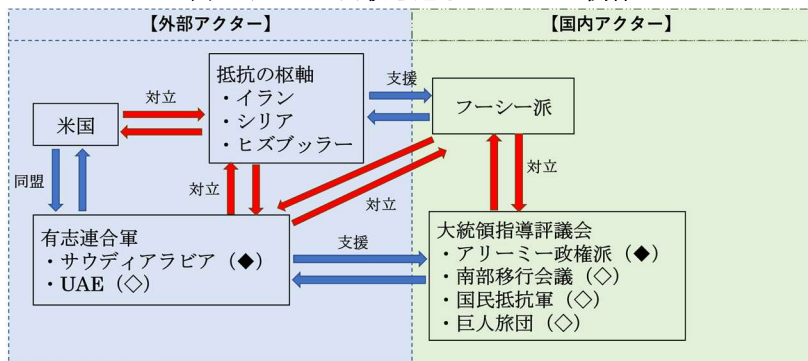 【外部アクター】
【国内アクター】
抵抗の枢軸
・イラン
・シリア
・ヒズブッラー
支援
フーシー派
対立
米国
同盟
対立
対立
対立
有志連合軍
・サウディアラビア（◆）
・UAE（◇）
支援
大統領指導評議会
・アリーミー政権派（◆）
・南部移行会議（◇）
・国民抵抗軍（◇）
・巨人旅団（◇）